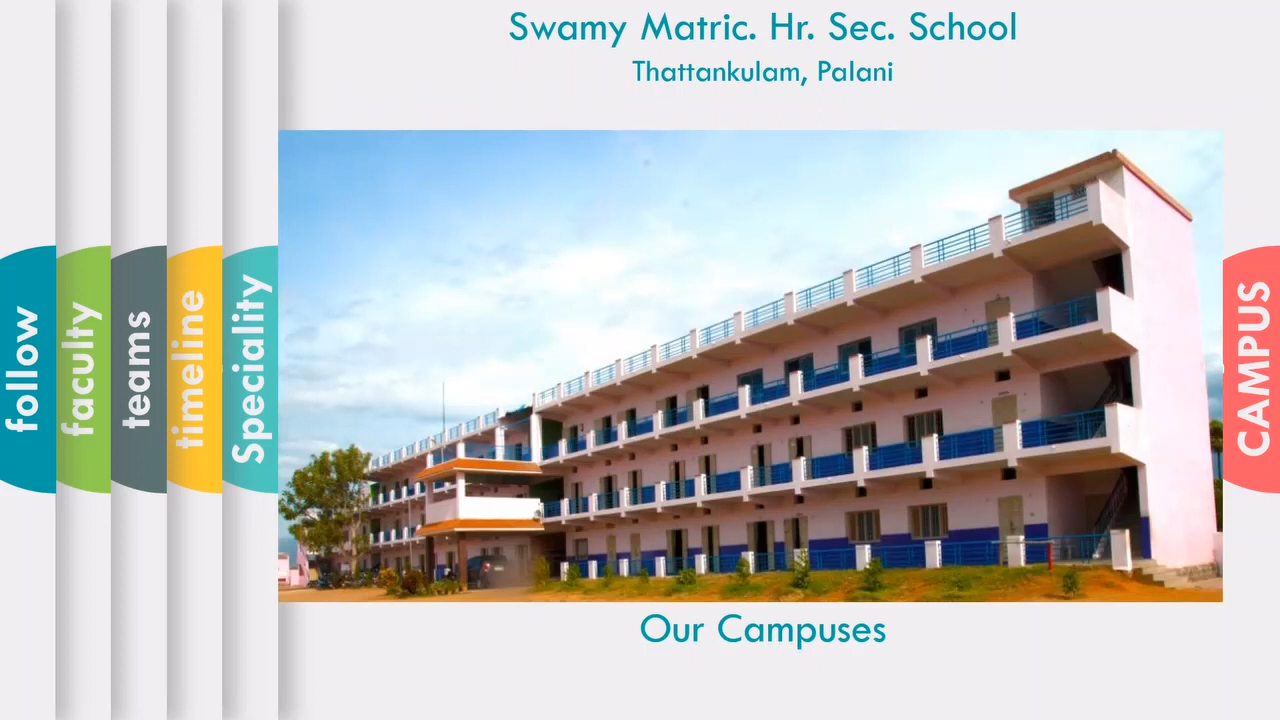 Swamy Matric. Hr. Sec. School
Thattankulam, Palani
follow
faculty
teams
timeline
Speciality
CAMPUS
Our Campuses